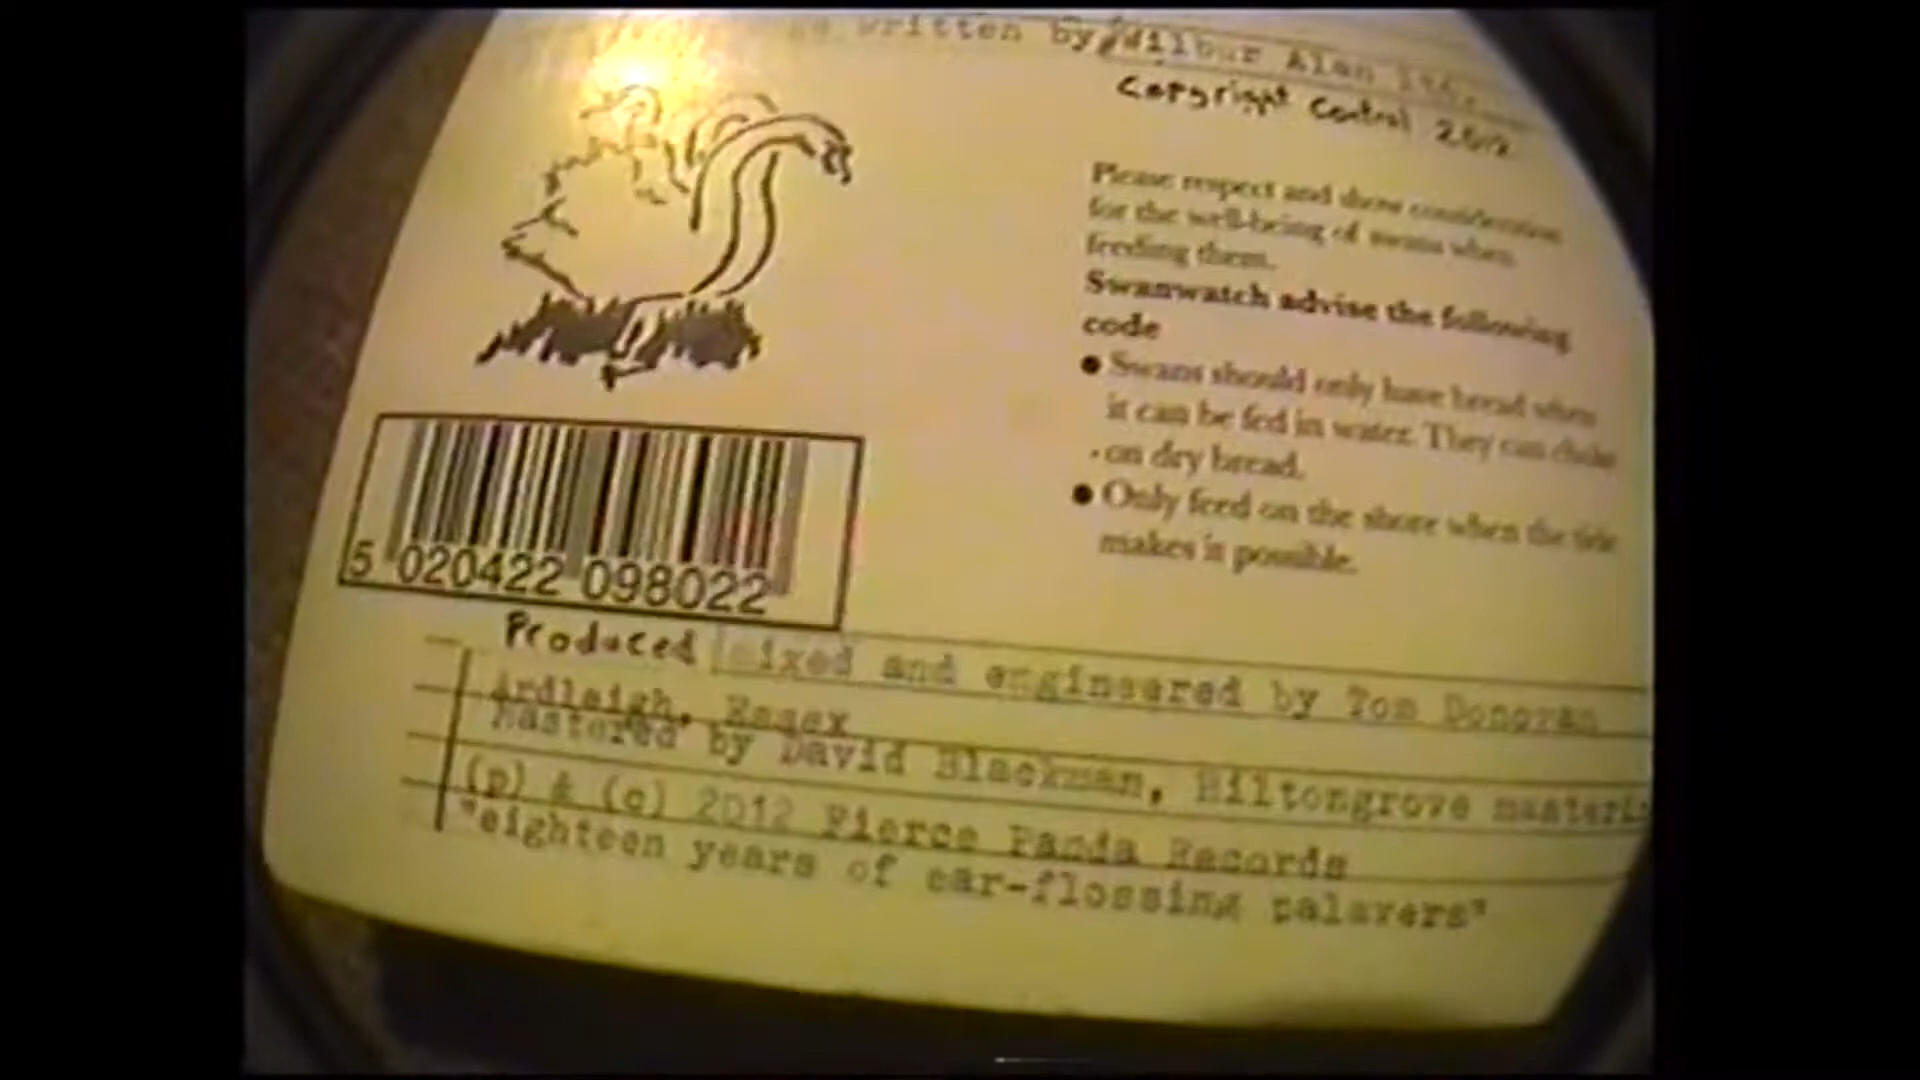 written by Wilbur Alan Ltd.
Copyright Control 2012
Please respect and show consideration
for the well-being of swans when
feeding them.
Swanwatch advise the following
code
● Swans should only have bread when
it can be fed in water. They can choke
on dry bread.
● Only feed on the shore when the tide
makes it possible.
5 020422 098022
Produced mixed and engineered by Tom Donovan
Ardleigh, Essex
Mastered by David Blackman, Hiltongrove
(p) & (c) 2012 Fierce Panda Records
"eighteen years of ear-flossing palavers"